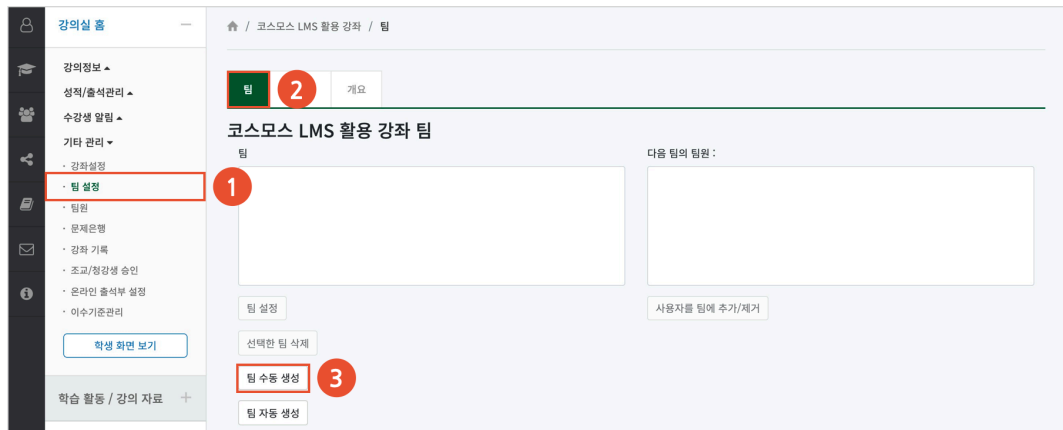 강의실 홈
강의정보
성적/출석관리
수강생 알림
기타 관리
· 강좌설정
· 팀 설정
· 팀원
· 문제은행
· 강좌 기록
· 조교/청강생 승인
· 온라인 출석부 설정
· 이수기준관리
학생 화면 보기
학습 활동 / 강의 자료
1
/ 코스모스 LMS 활용 강좌 / 팀
팀
2
개요
코스모스 LMS 활용 강좌 팀
팀
다음 팀의 팀원 :
팀 설정
사용자를 팀에 추가/제거
선택한 팀 삭제
팀 수동 생성
3
팀 자동 생성